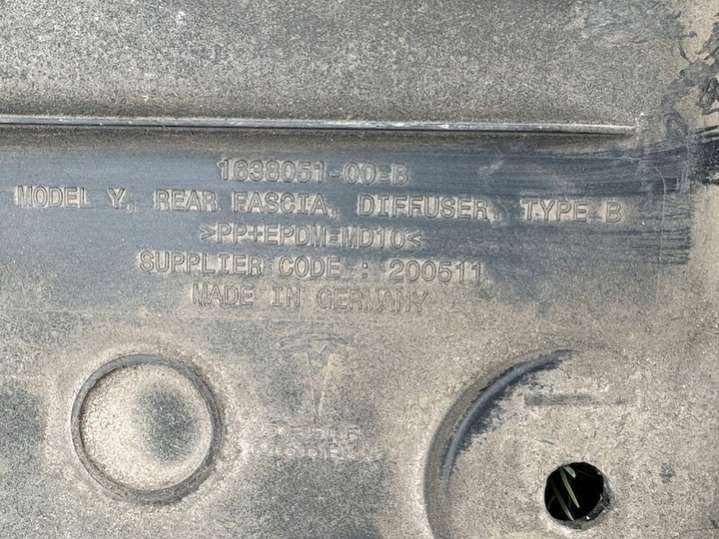 1638051-00-B
MODEL Y, REAR FASCIA, DIFFUSER, TYPE B
>PP+EPDM-MD10<
SUPPLIER CODE : 200511
MADE IN GERMANY